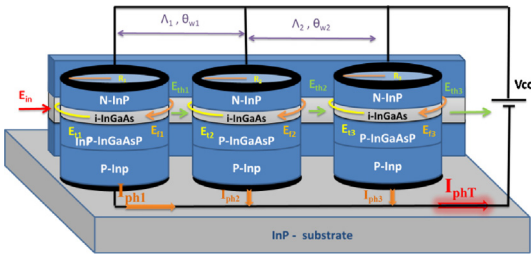 Λ₁ , θw1
Λ₂ , θw2
Vcc
Ein
Eth1
Eth2
Eth3
N-InP
N-InP
N-InP
i-InGaAs
i-InGaAs
i-InGaAs
Et1
Ef1
Et2
Ef2
Et3
Ef3
InP-InGaAsP
P-InGaAsP
P-InGaAsP
P-Inp
P-Inp
P-Inp
Iph1
Iph2
Iph3
IphT
InP - substrate